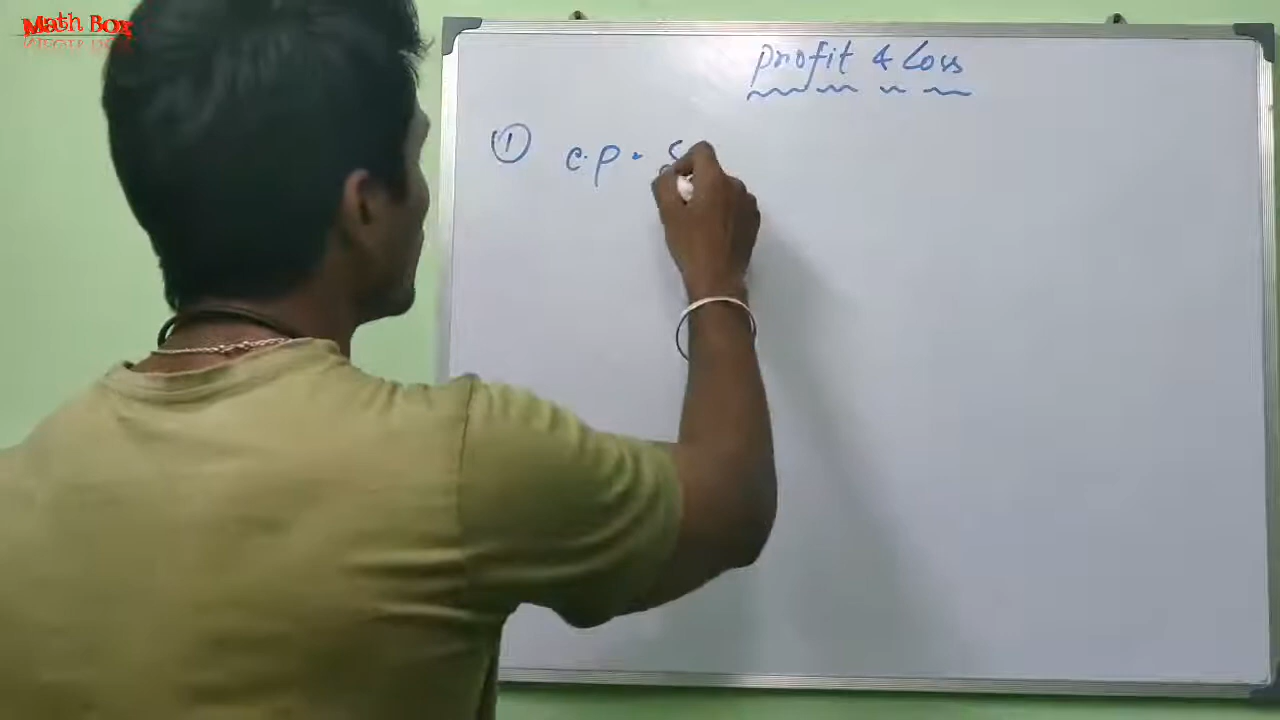 Math Box
Profit & Loss
① C.P. S